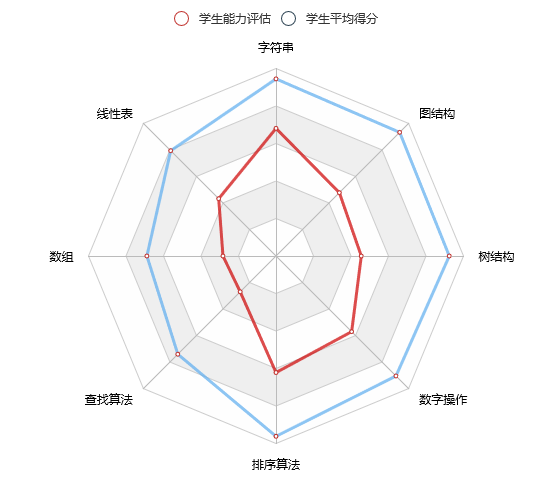 学生能力评估 学生平均得分
字符串
线性表 图结构
数组 树结构
查找算法 数字操作
排序算法